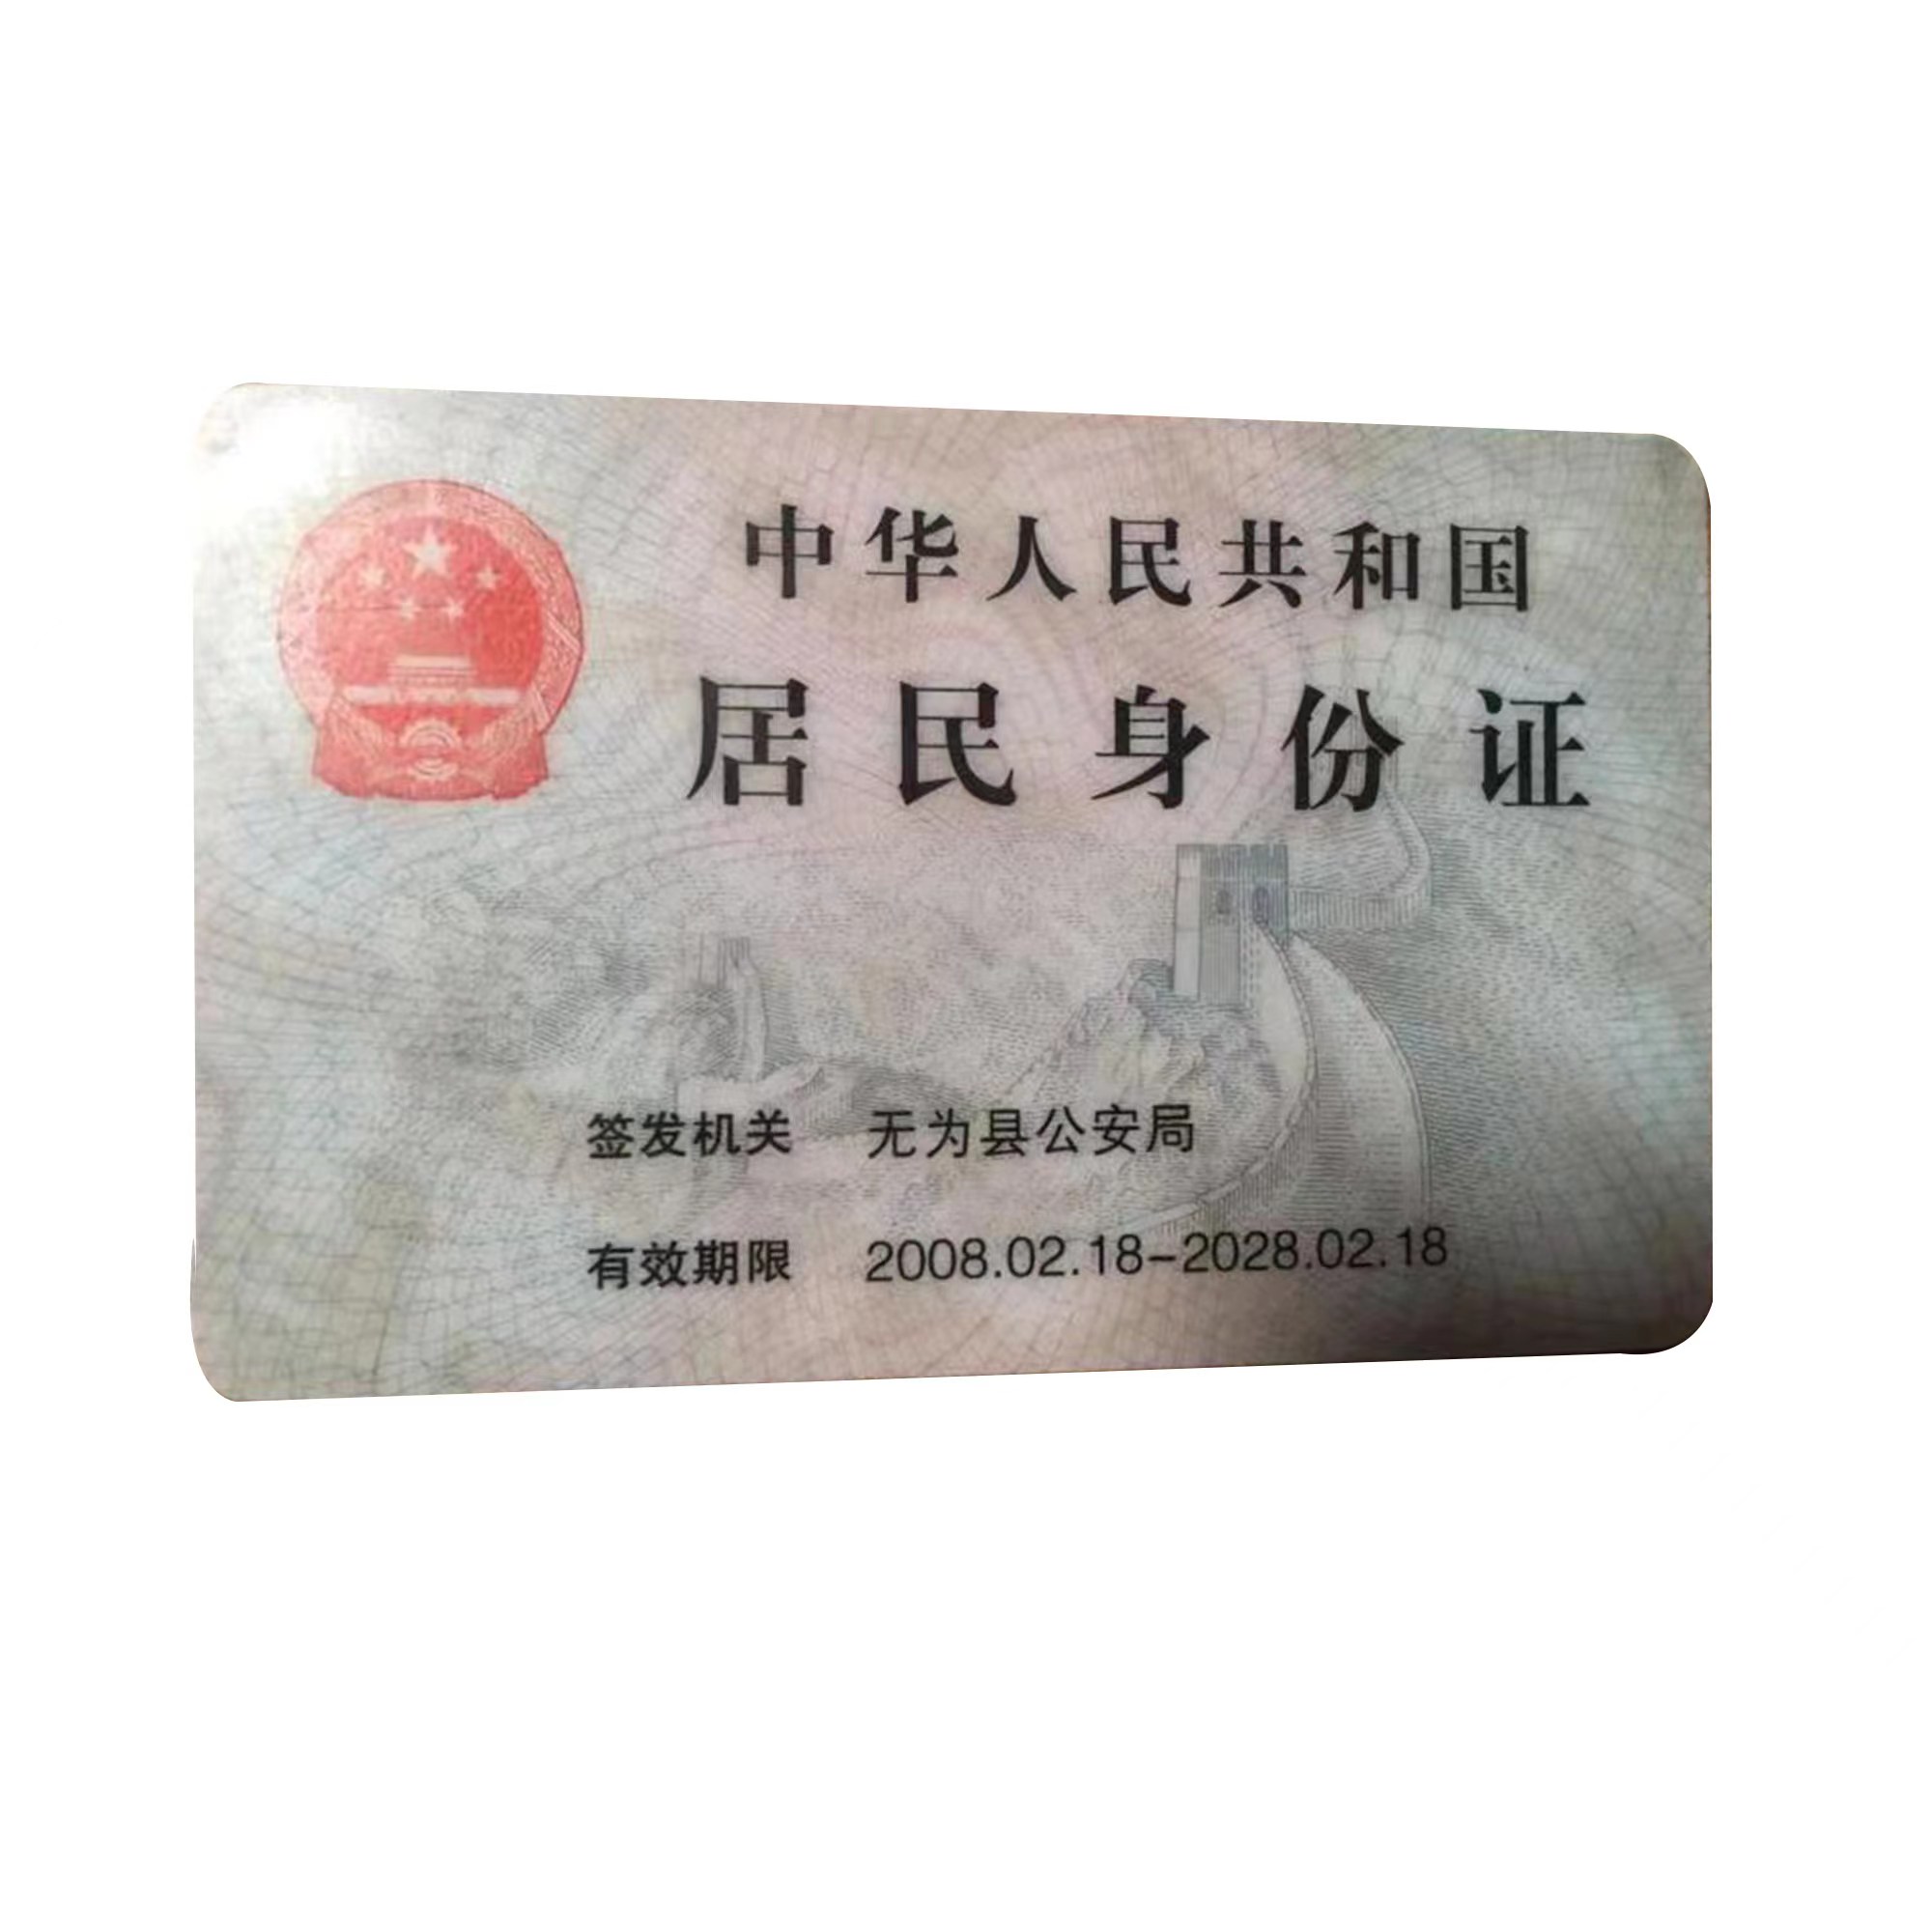 中华人民共和国
居民身份证
签发机关 无为县公安局
有效期限 2008.02.18-2028.02.18